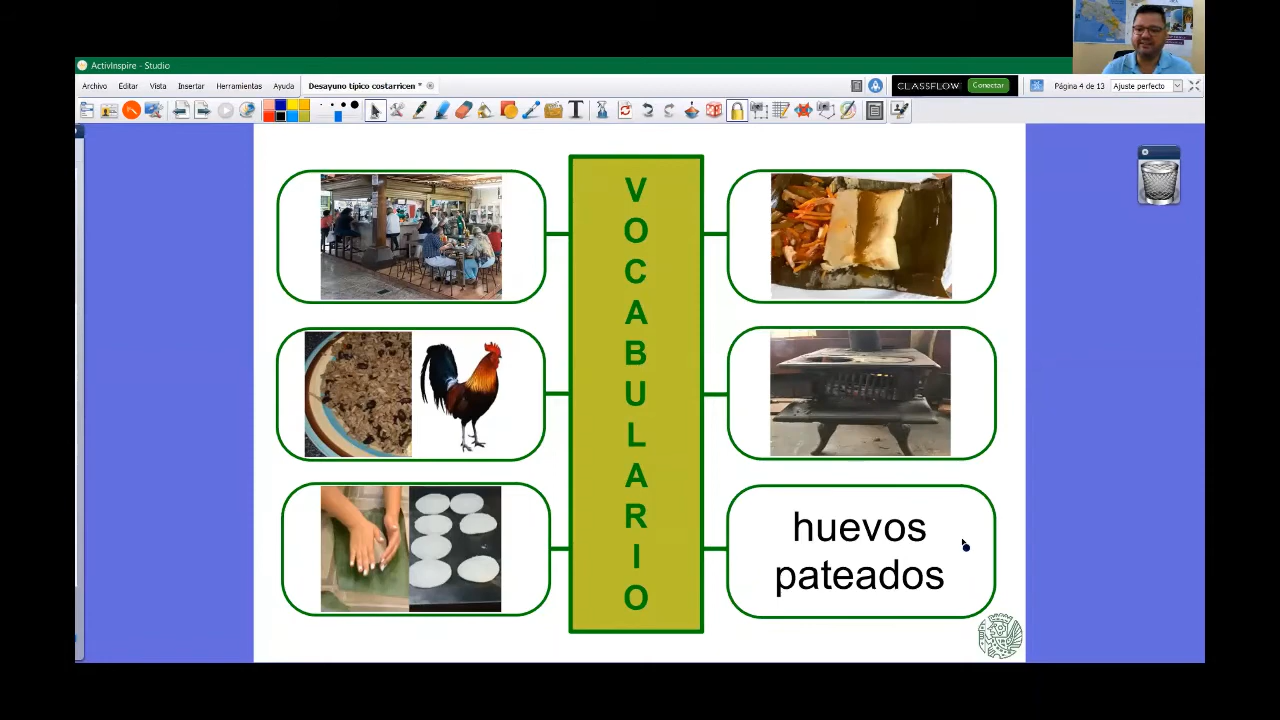 ActivInspire - Studio
Archivo Editar Vista Insertar Herramientas Ayuda
Desayuno típico costarricen *
CLASSFLOW Conectar
Página 4 de 13
Ajuste perfecto
VOCABULARIO
huevos
pateados